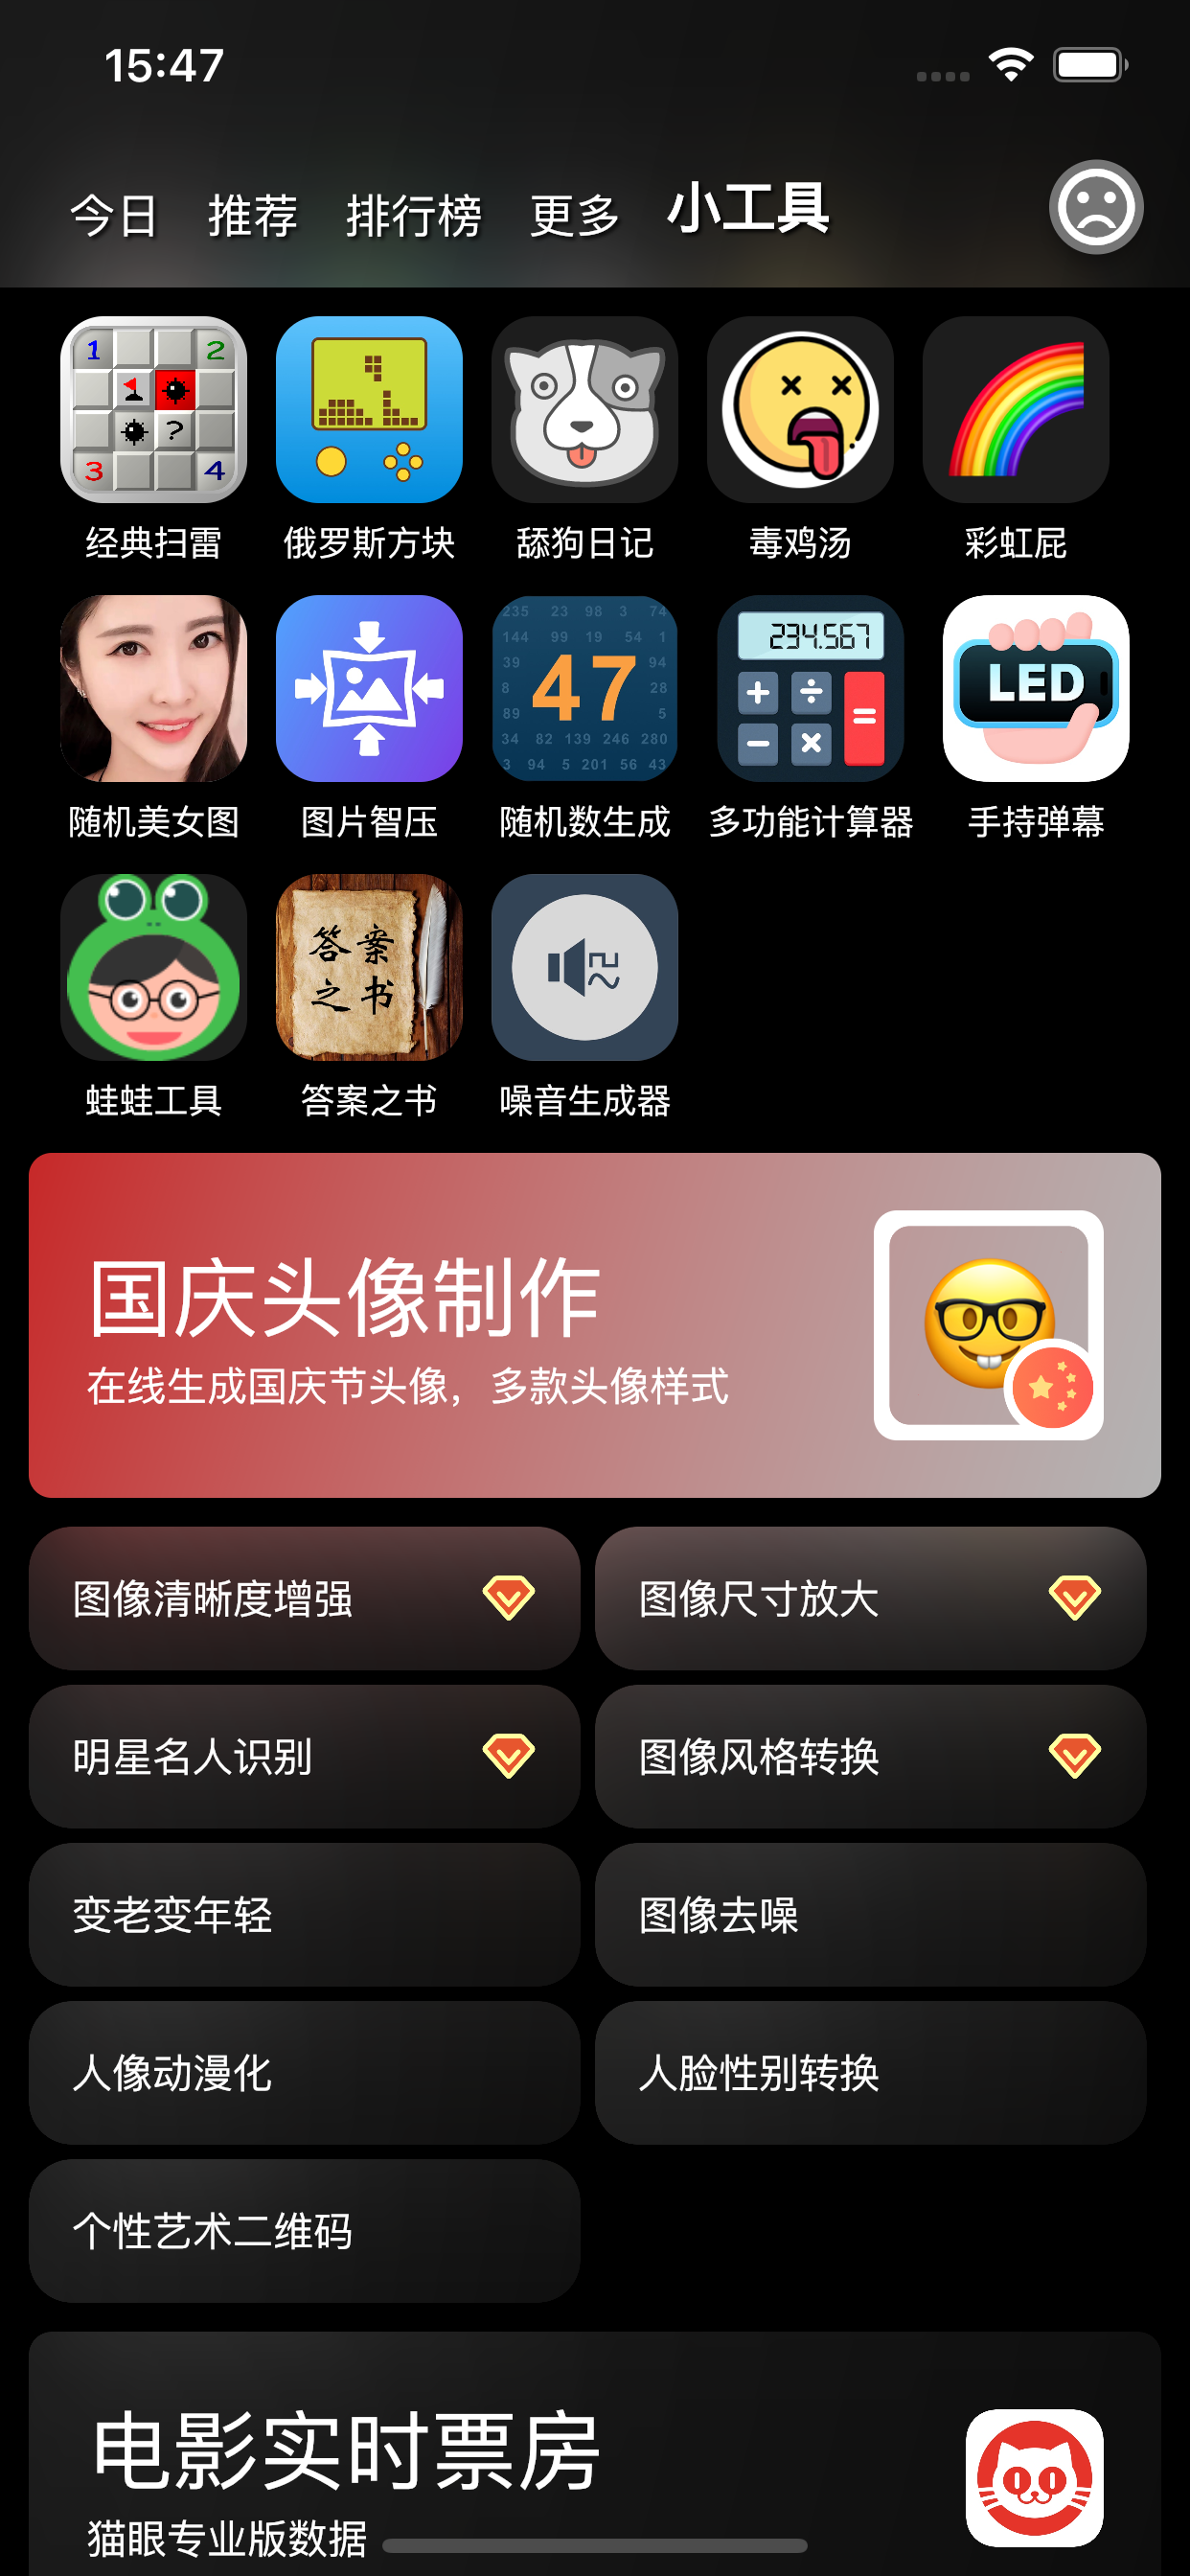 15:47
今日 推荐 排行榜 更多 小工具
1 2
?
3 4
经典扫雷 俄罗斯方块 舔狗日记 毒鸡汤 彩虹屁
235 23 98 3 74
144 99 19 54 1
39 94
8 28
47
89 5
34 82 139 246 280
3 94 5 201 56 43
234.567
+ ÷
=
− ×
LED
随机美女图 图片智压 随机数生成 多功能计算器 手持弹幕
答案
之书
蛙蛙工具 答案之书 噪音生成器
国庆头像制作
在线生成国庆节头像，多款头像样式
图像清晰度增强 图像尺寸放大
明星名人识别 图像风格转换
变老变年轻 图像去噪
人像动漫化 人脸性别转换
个性艺术二维码
电影实时票房
猫眼专业版数据